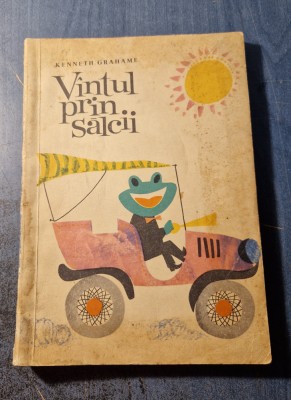 KENNETH GRAHAME
Vîntul
prin
sălcii